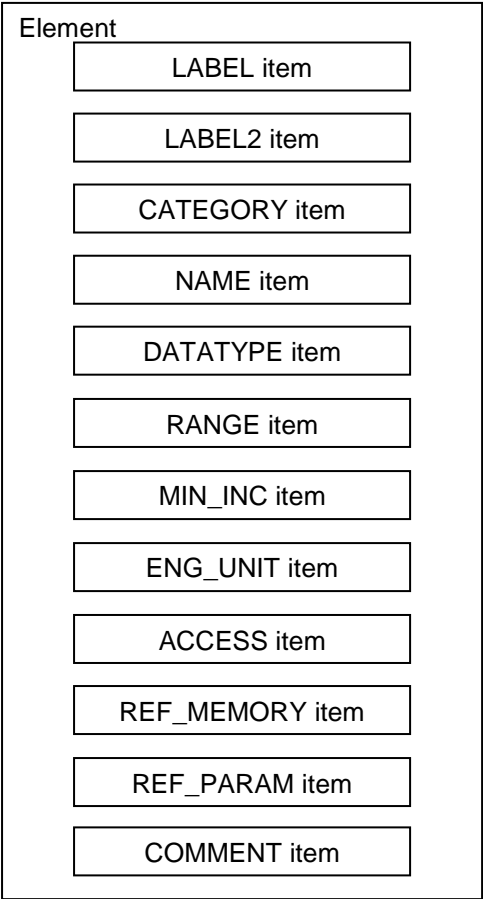 Element
LABEL item
LABEL2 item
CATEGORY item
NAME item
DATATYPE item
RANGE item
MIN_INC item
ENG_UNIT item
ACCESS item
REF_MEMORY item
REF_PARAM item
COMMENT item